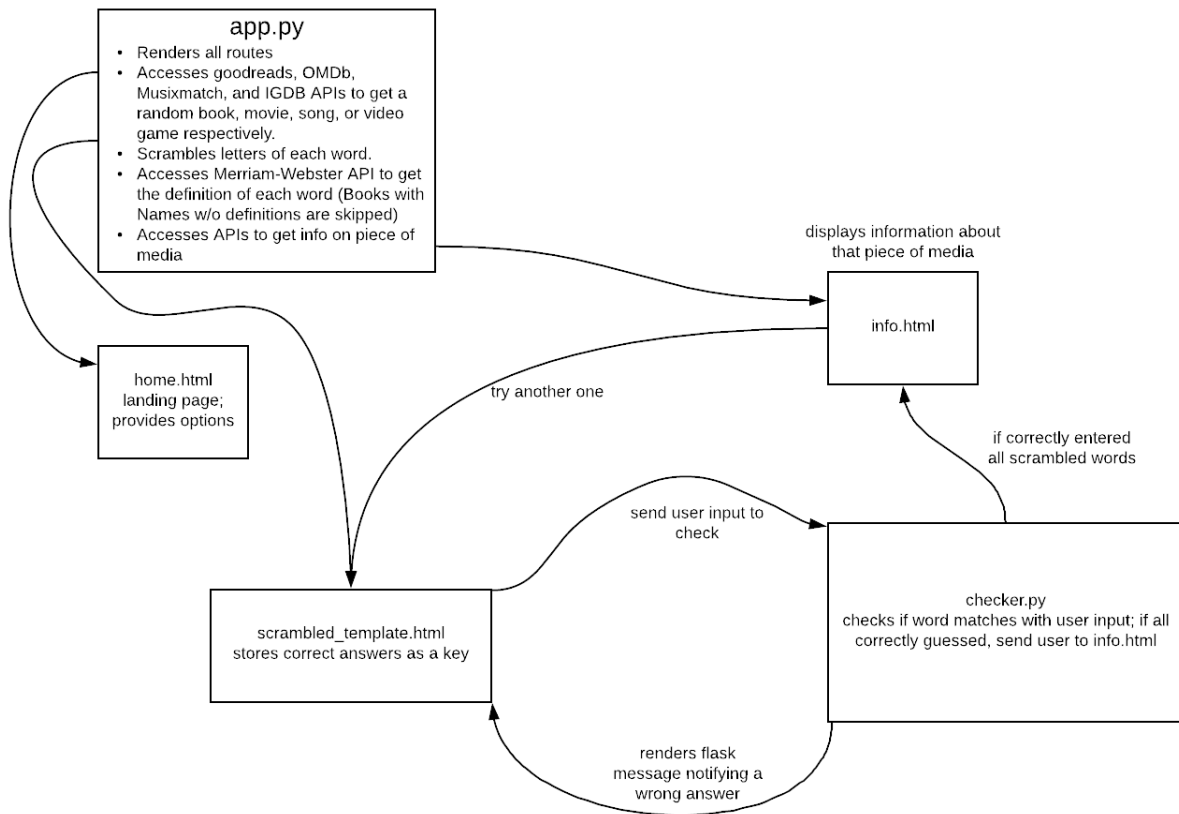 app.py
• Renders all routes
• Accesses goodreads, OMDb,
Musixmatch, and IGDB APIs to get a
random book, movie, song, or video
game respectively.
• Scrambles letters of each word.
• Accesses Merriam-Webster API to get
the definition of each word (Books with
Names w/o definitions are skipped)
• Accesses APIs to get info on piece of
media
displays information about
that piece of media
info.html
home.html
landing page;
provides options
try another one
if correctly entered
all scrambled words
send user input to
check
scrambled_template.html
stores correct answers as a key
checker.py
checks if word matches with user input; if all
correctly guessed, send user to info.html
renders flask
message notifying a
wrong answer